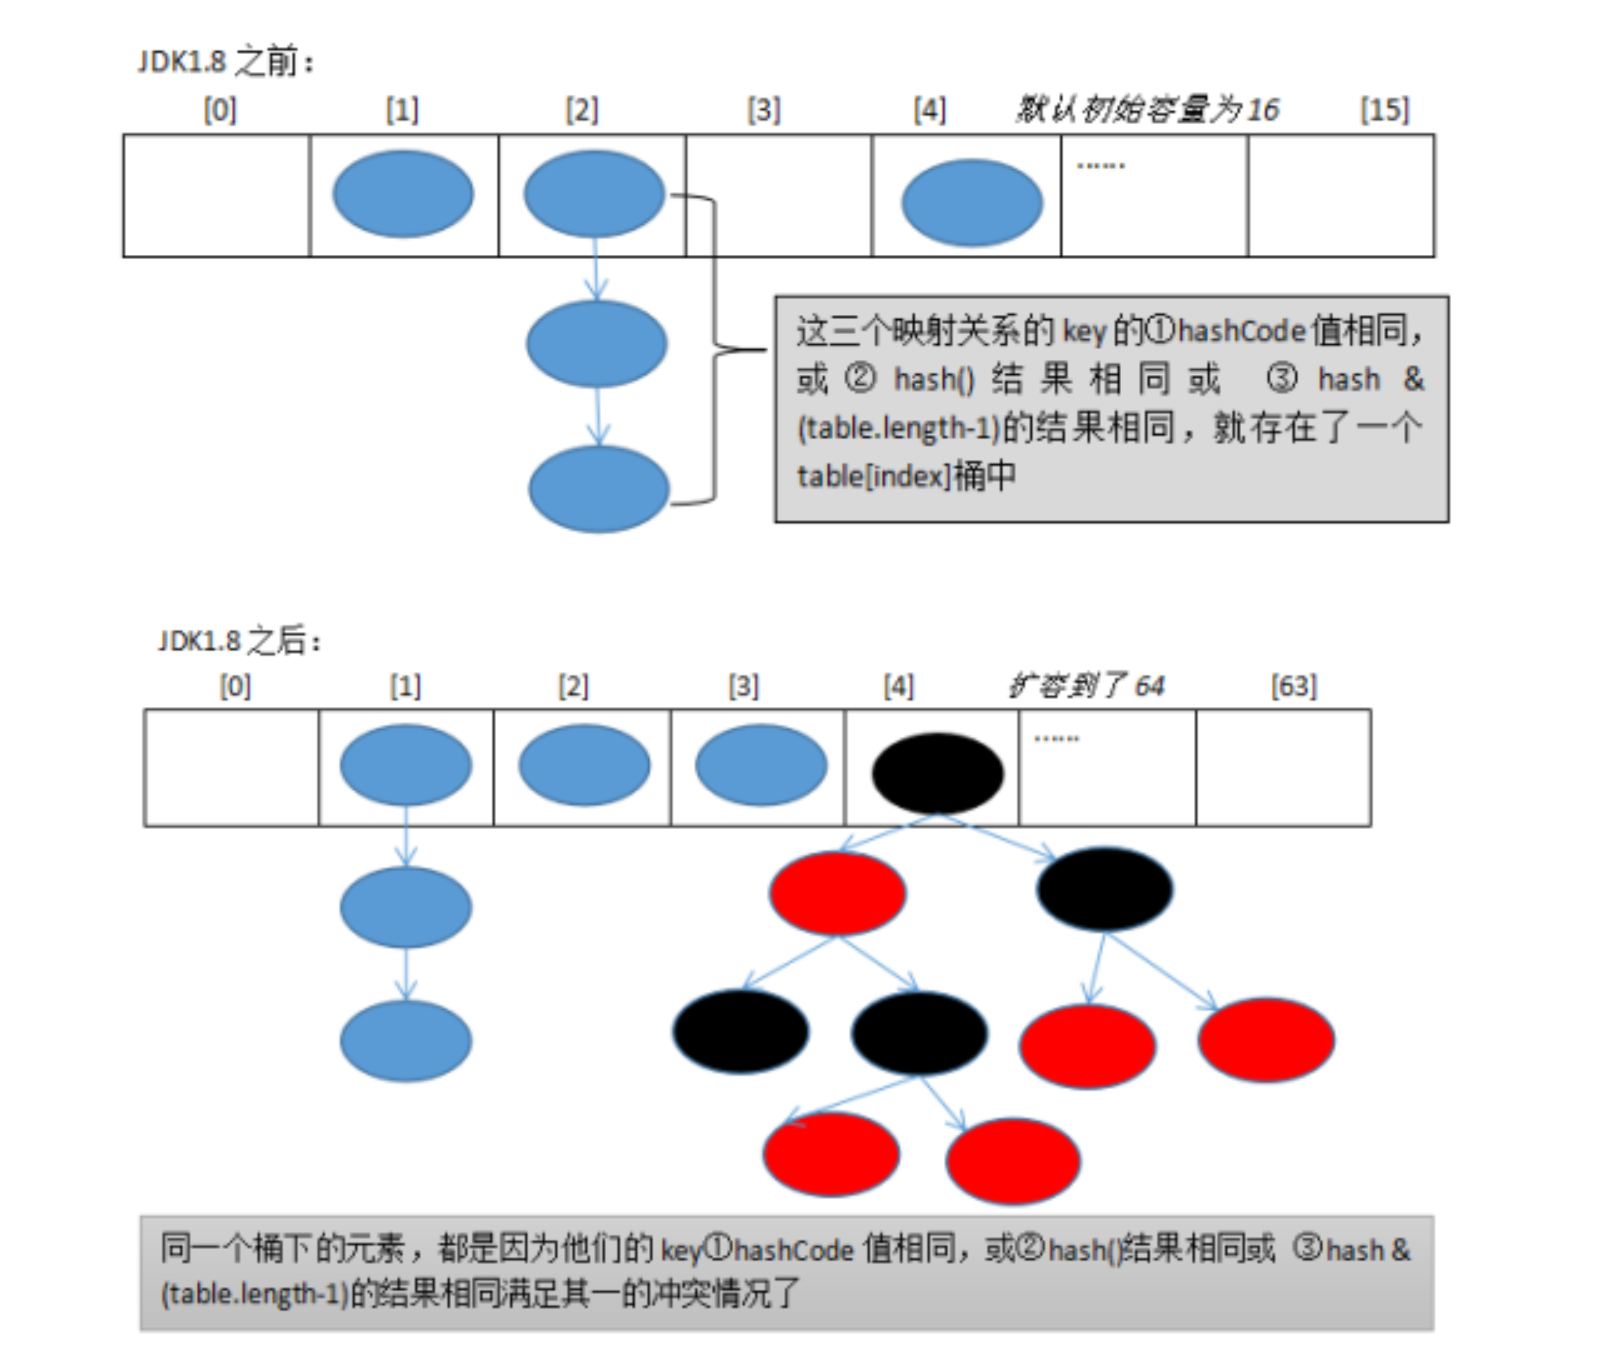 JDK1.8 之前：
[0] [1] [2] [3] [4] 默认初始容量为 16 [15]
……
这三个映射关系的 key 的①hashCode 值相同，
或 ② hash() 结 果 相 同 或 ③ hash &
(table.length-1)的结果相同，就存在了一个
table[index]桶中
JDK1.8 之后：
[0] [1] [2] [3] [4] 扩容到了 64 [63]
……
同一个桶下的元素，都是因为他们的 key①hashCode 值相同，或②hash()结果相同或 ③hash &
(table.length-1)的结果相同满足其一的冲突情况了